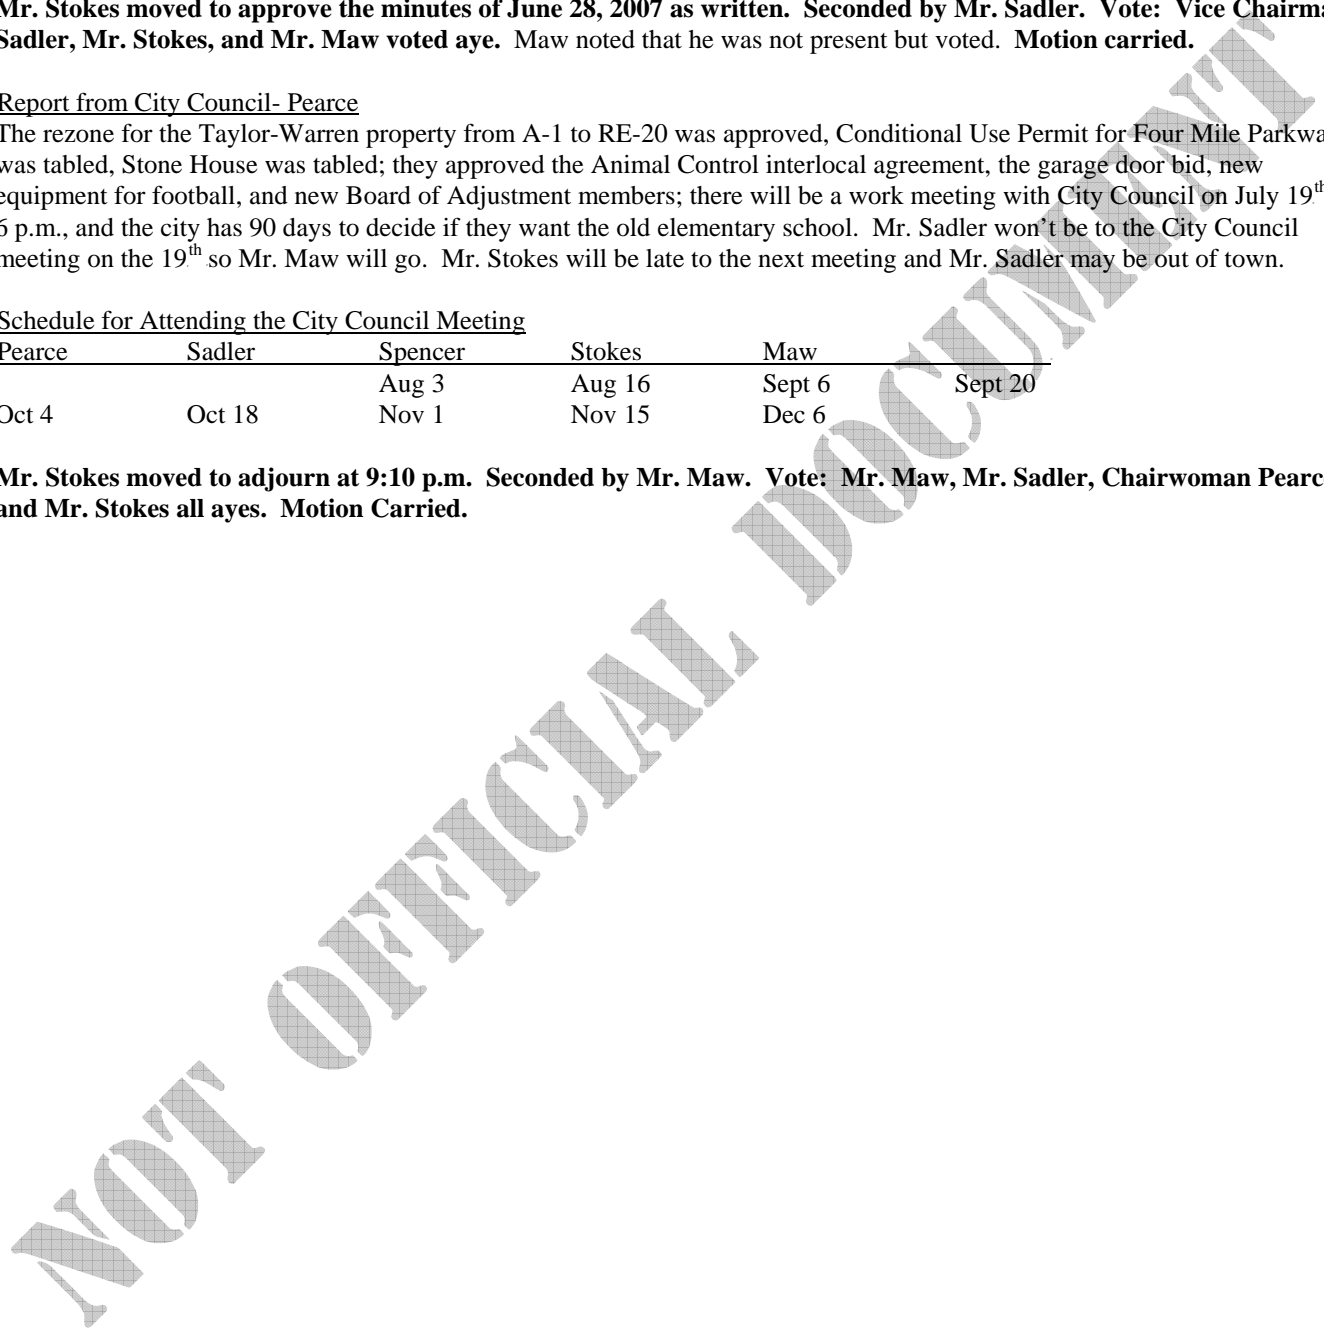 Mr. Stokes moved to approve the minutes of June 28, 2007 as written. Seconded by Mr. Sadler. Vote: Vice Chairma
Sadler, Mr. Stokes, and Mr. Maw voted aye. Maw noted that he was not present but voted. Motion carried.
Report from City Council- Pearce
The rezone for the Taylor-Warren property from A-1 to RE-20 was approved, Conditional Use Permit for Four Mile Parkwa
was tabled, Stone House was tabled; they approved the Animal Control interlocal agreement, the garage door bid, new
equipment for football, and new Board of Adjustment members; there will be a work meeting with City Council on July 19th
6 p.m., and the city has 90 days to decide if they want the old elementary school. Mr. Sadler won't be to the City Council
meeting on the 19th so Mr. Maw will go. Mr. Stokes will be late to the next meeting and Mr. Sadler may be out of town.
Schedule for Attending the City Council Meeting
Pearce Sadler Spencer Stokes Maw
Aug 3 Aug 16 Sept 6 Sept 20
Oct 4 Oct 18 Nov 1 Nov 15 Dec 6
Mr. Stokes moved to adjourn at 9:10 p.m. Seconded by Mr. Maw. Vote: Mr. Maw, Mr. Sadler, Chairwoman Pearc
and Mr. Stokes all ayes. Motion Carried.
NOT OFFICIAL DOCUMENT